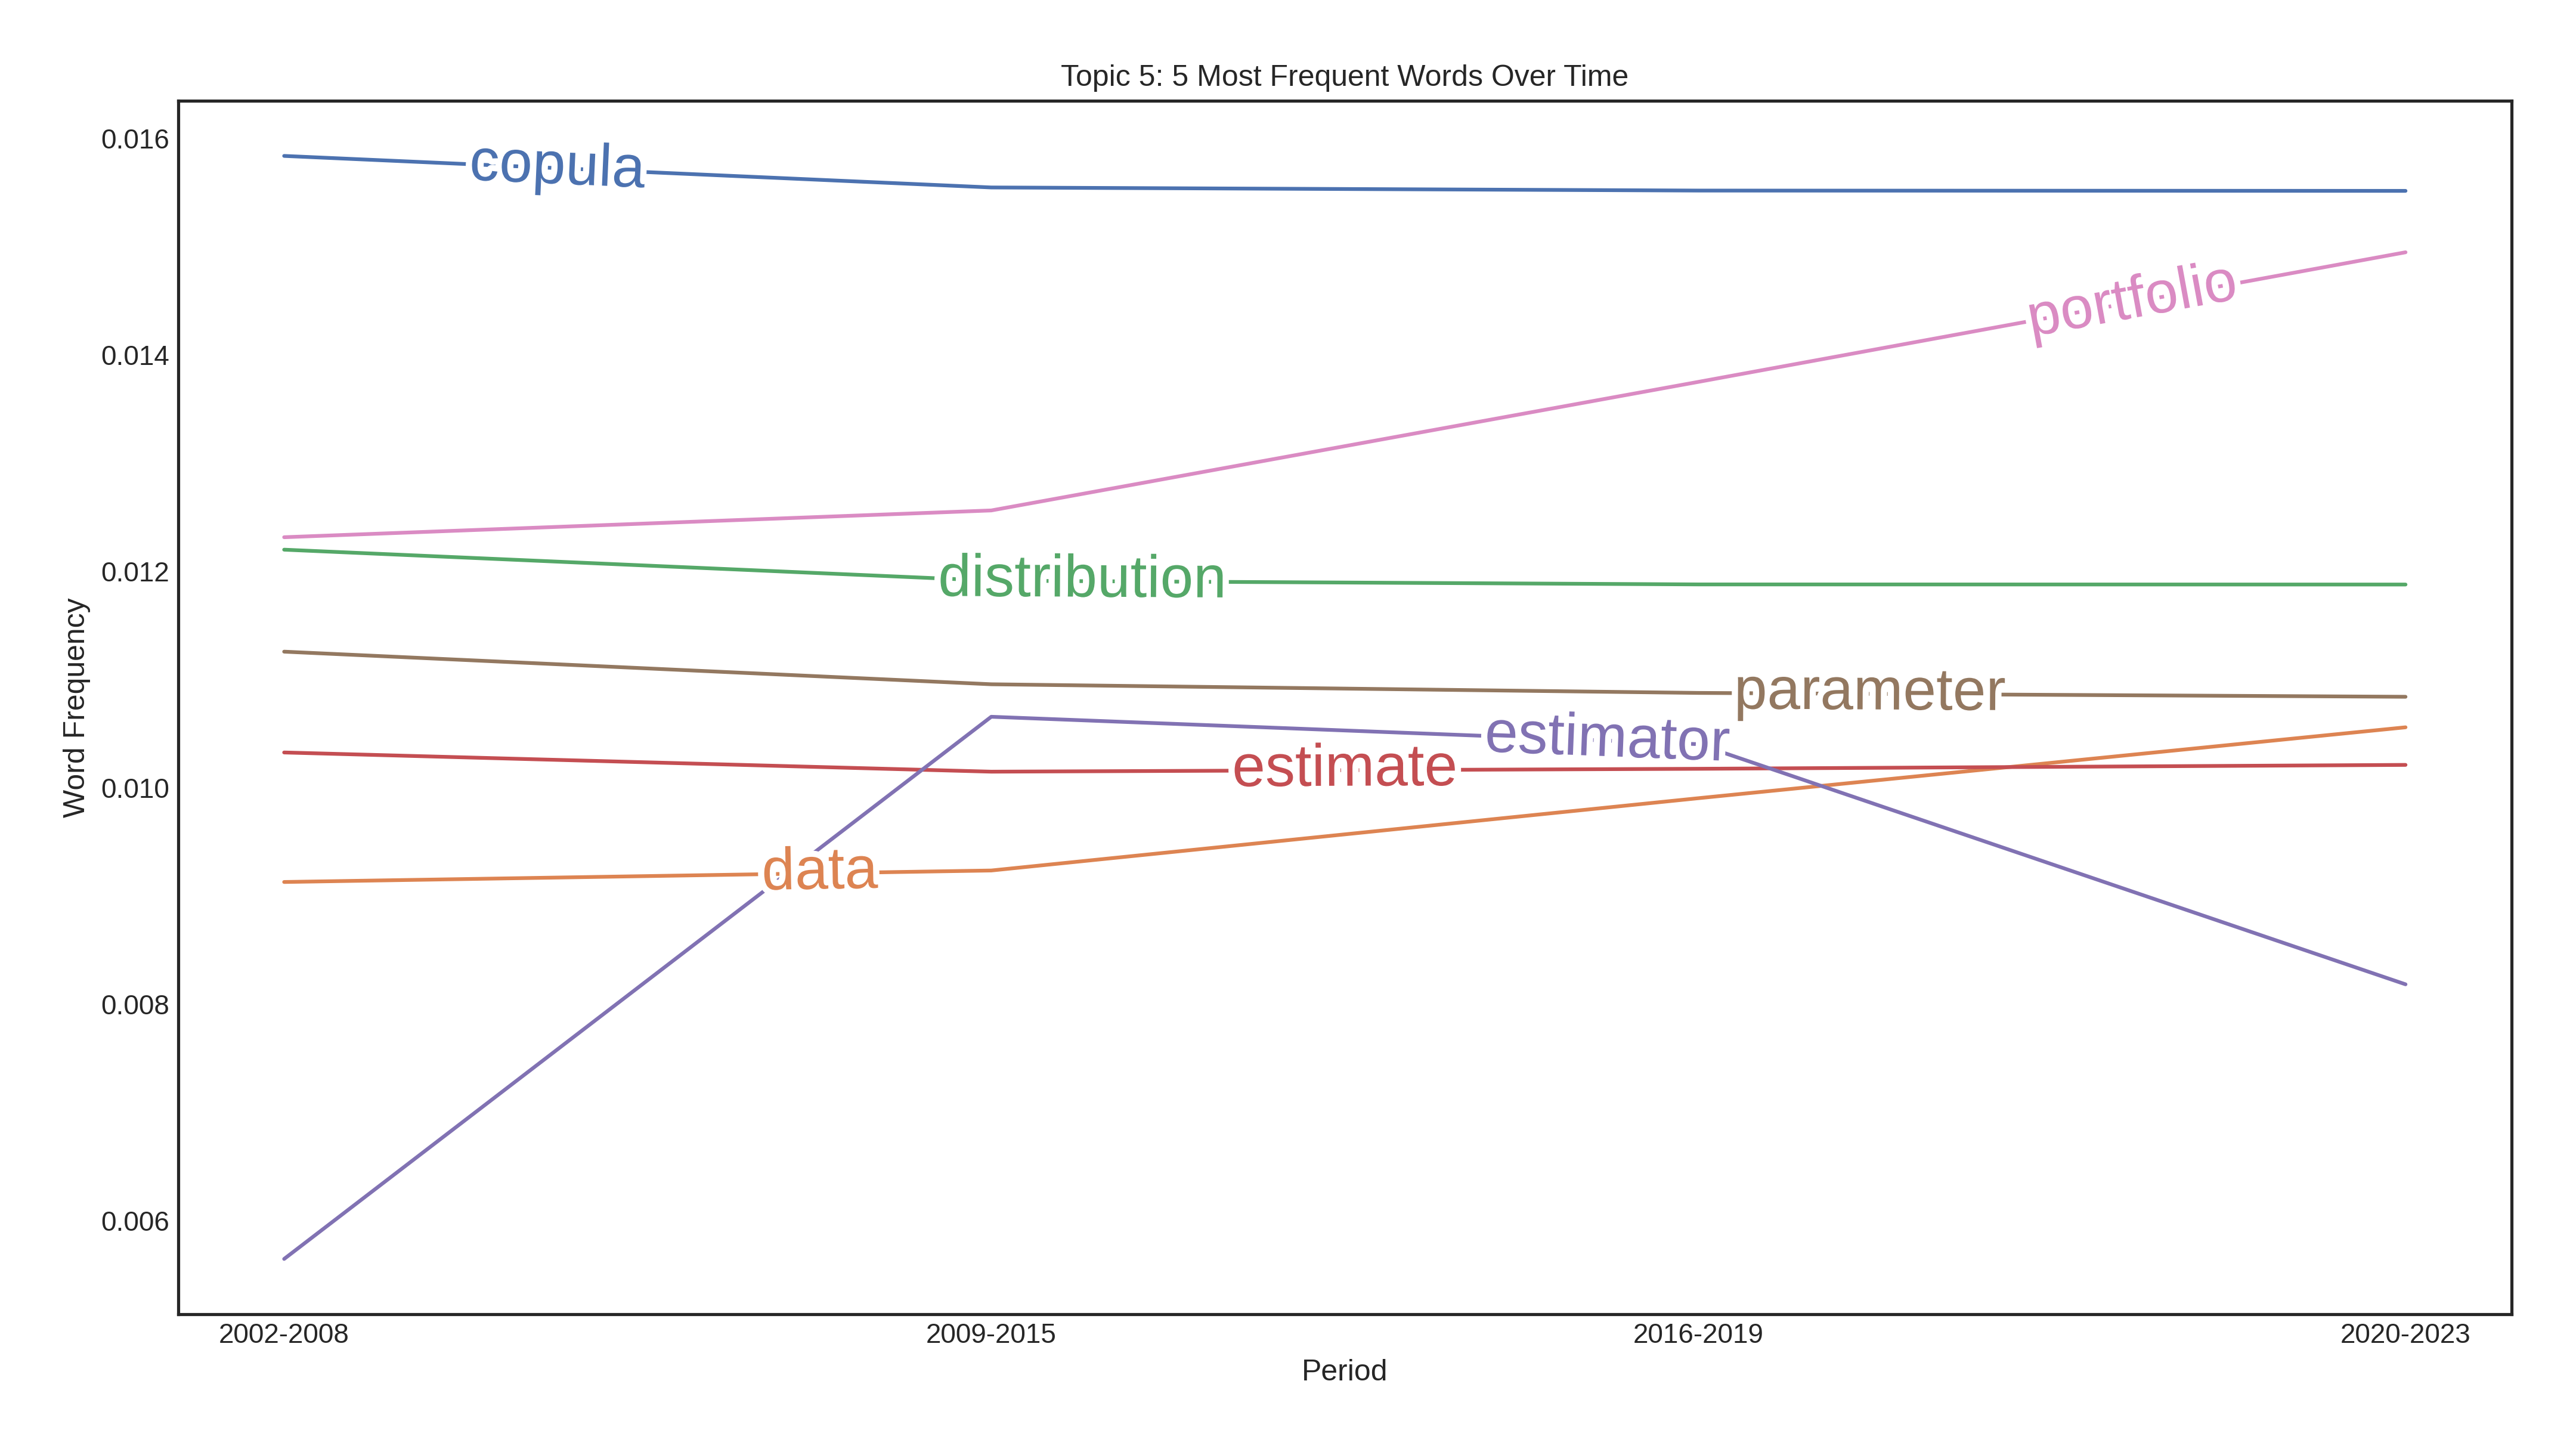 Topic 5: 5 Most Frequent Words Over Time
0.016
0.014
0.012
0.010
0.008
0.006
Word Frequency
copula
portfolio
distribution
parameter
estimator
estimate
data
2002-2008
2009-2015
2016-2019
2020-2023
Period